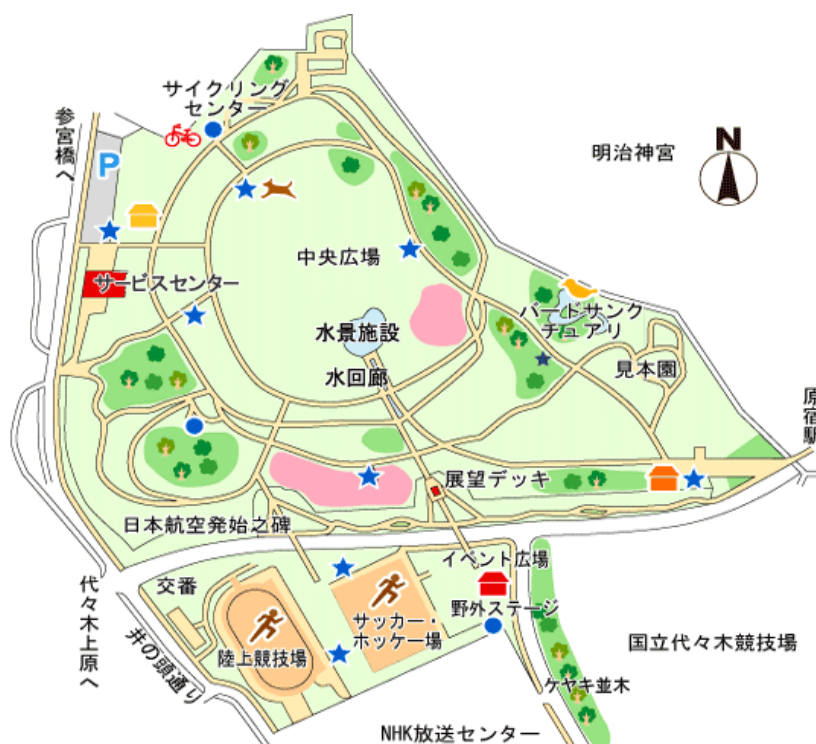 サイクリング
センター
参宮橋へ
P
N
明治神宮
中央広場
サービスセンター
バードサンク
チュアリ
水景施設
水回廊
見本園
原宿駅
展望デッキ
日本航空発始之碑
イベント広場
交番
代々木上原へ
井の頭通り
陸上競技場
サッカー・
ホッケー場
野外ステージ
国立代々木競技場
ケヤキ並木
NHK放送センター